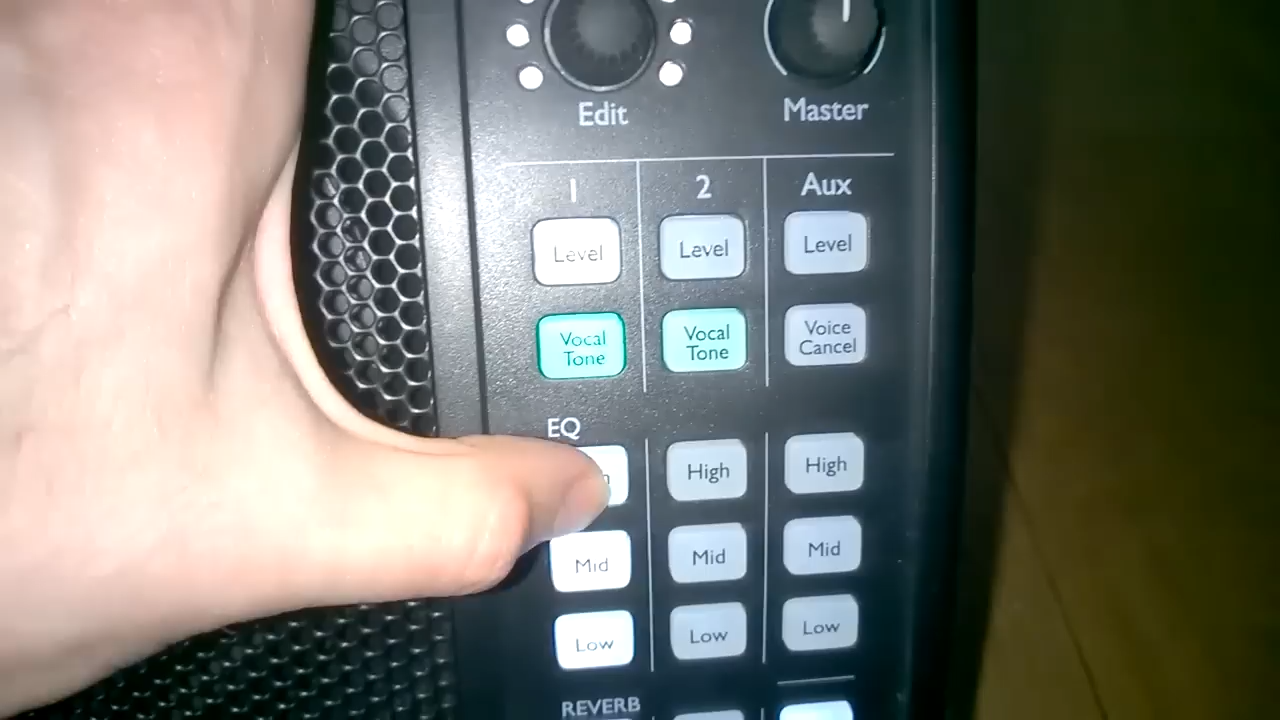 Edit
Master
1
2
Aux
Level
Level
Level
Vocal
Tone
Vocal
Tone
Voice
Cancel
EQ
High
High
Mid
Mid
Mid
Low
Low
Low
REVERB